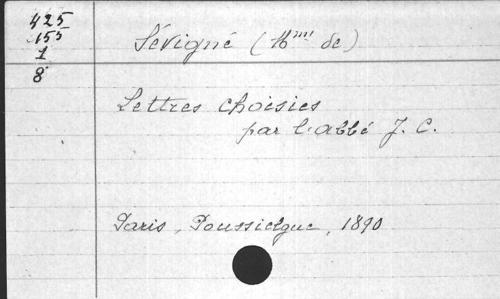 425
155
1
8
Sévigné (Mme de)
Lettres choisies
par l'abbé J. C.
Paris, Poussielgue, 1890